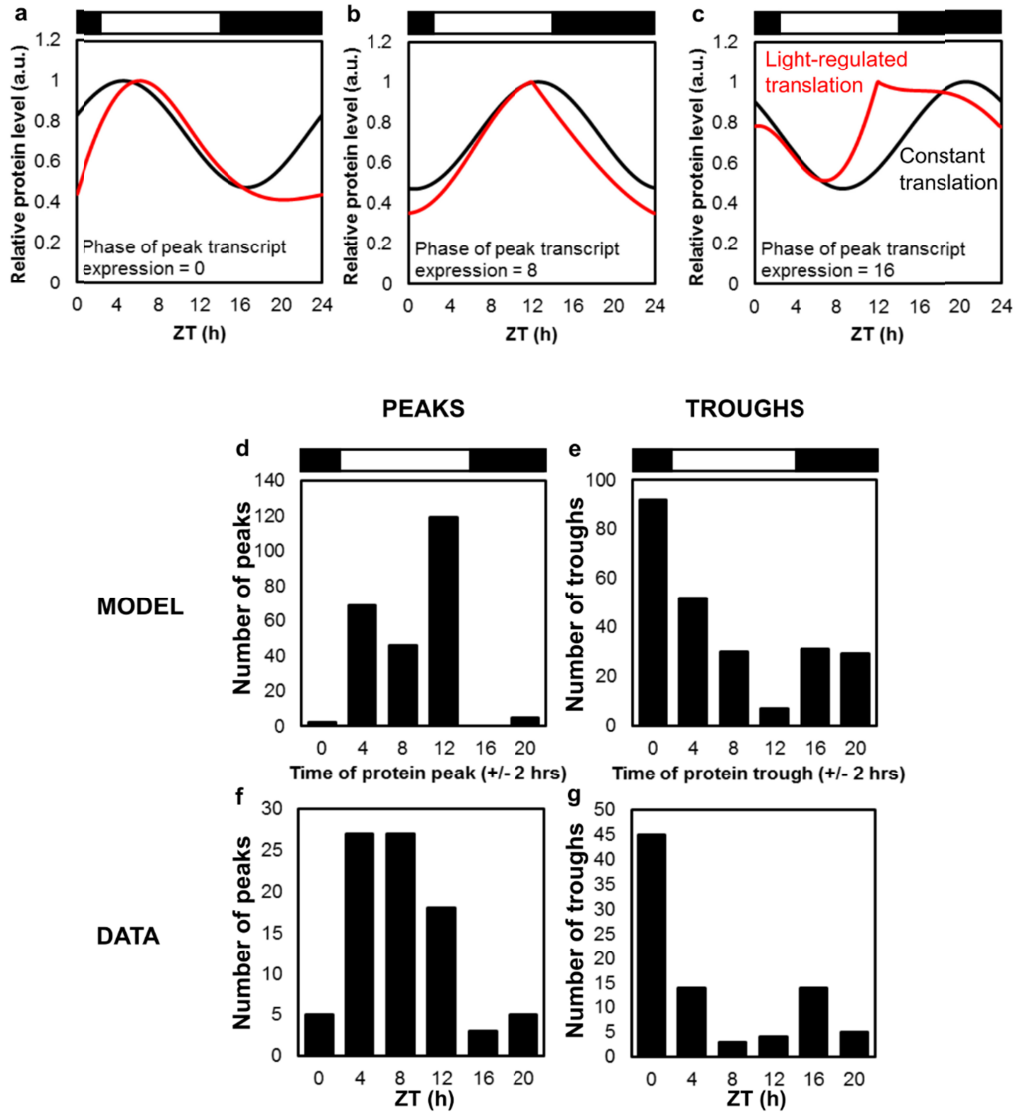 a
Relative protein level (a.u.)
1.2
1
0.8
0.6
0.4
0.2
0
Phase of peak transcript
expression = 0
0 4 8 12 16 20 24
ZT (h)
b
Relative protein level (a.u.)
1.2
1
0.8
0.6
0.4
0.2
0
Phase of peak transcript
expression = 8
0 4 8 12 16 20 24
ZT (h)
c
Relative protein level (a.u.)
1.2
1
0.8
0.6
0.4
0.2
0
Light-regulated
translation
Constant
translation
Phase of peak transcript
expression = 16
0 4 8 12 16 20 24
ZT (h)
PEAKS
TROUGHS
MODEL
d
Number of peaks
140
120
100
80
60
40
20
0
0 4 8 12 16 20
Time of protein peak (+/- 2 hrs)
e
Number of troughs
100
80
60
40
20
0
0 4 8 12 16 20
Time of protein trough (+/- 2 hrs)
DATA
f
Number of peaks
30
25
20
15
10
5
0
0 4 8 12 16 20
ZT (h)
g
Number of troughs
50
45
40
35
30
25
20
15
10
5
0
0 4 8 12 16 20
ZT (h)